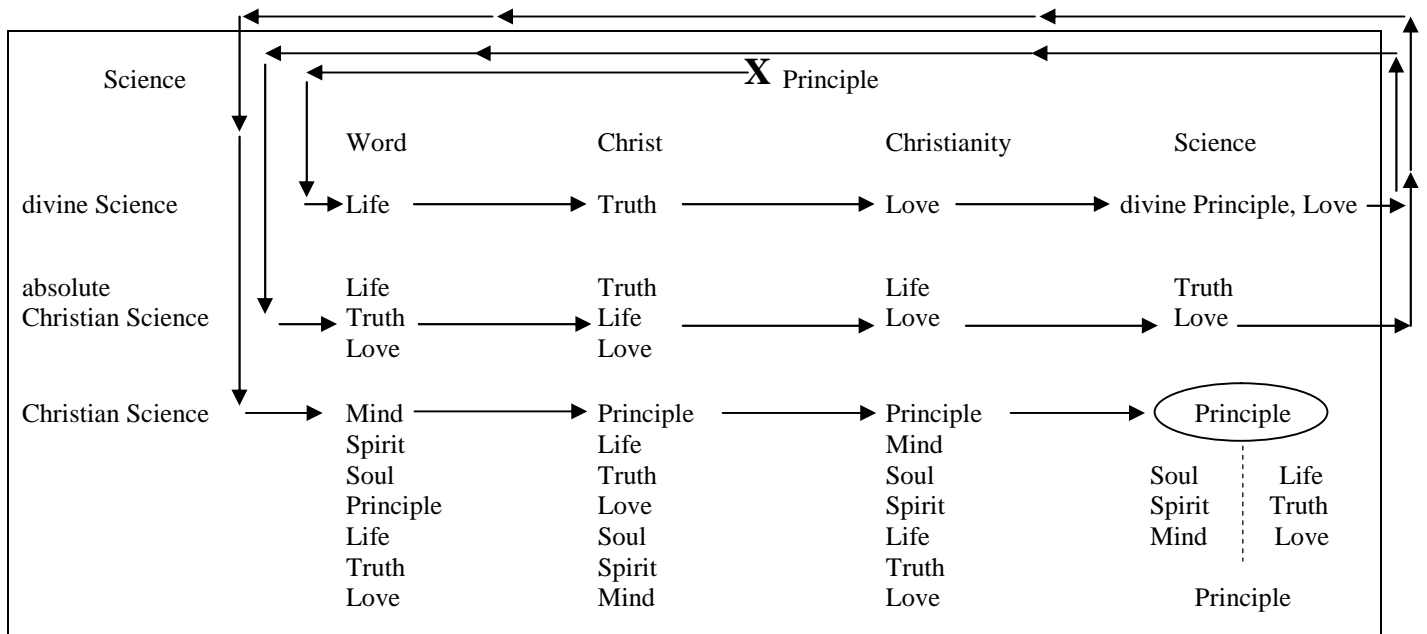 Science X Principle
Word Christ Christianity Science
divine Science Life Truth Love divine Principle, Love
absolute Life Truth Life Truth
Christian Science Truth Life Love Love
Love Love
Christian Science Mind Principle Principle Principle
Spirit Life Mind
Soul Truth Soul Soul Life
Principle Love Spirit Spirit Truth
Life Soul Life Mind Love
Truth Spirit Truth
Love Mind Love Principle